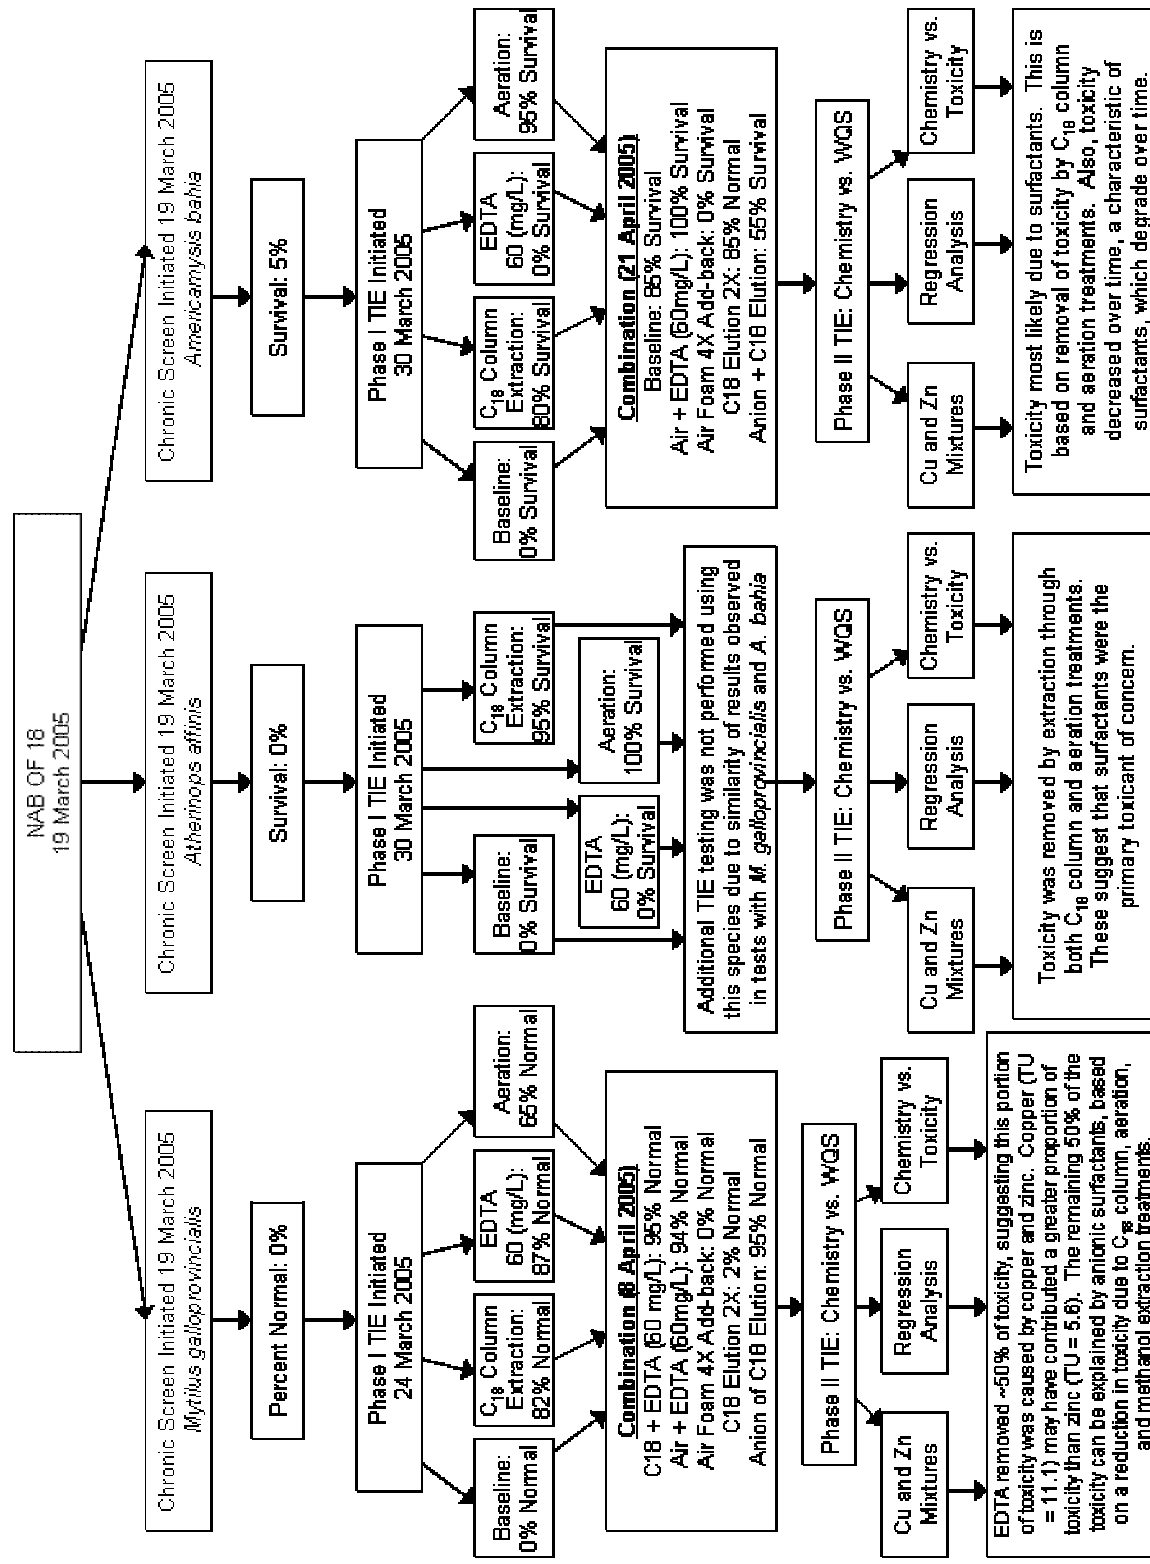 NAB OF 18
19 March 2005
Chronic Screen Initiated 19 March 2005
Mytilus galloprovincialis
Percent Normal: 0%
Phase I TIE Initiated
24 March 2005
Baseline:
0% Normal
C18 Column
Extraction:
82% Normal
EDTA
60 (mg/L):
87% Normal
Aeration:
65% Normal
Combination (8 April 2005)
C18 + EDTA (60 mg/L): 95% Normal
Air + EDTA (60mg/L): 94% Normal
Air Foam 4X Add-back: 0% Normal
C18 Elution 2X: 2% Normal
Anion of C18 Elution: 95% Normal
Phase II TIE: Chemistry vs. WQS
Cu and Zn
Mixtures
Regression
Analysis
Chemistry vs.
Toxicity
EDTA removed ~50% of toxicity, suggesting this portion
of toxicity was caused by copper and zinc. Copper (TU
= 11.1) may have contributed a greater proportion of
toxicity than zinc (TU = 5.6). The remaining 50% of the
toxicity can be explained by anionic surfactants, based
on a reduction in toxicity due to C18 column, aeration,
and methanol extraction treatments.
Chronic Screen Initiated 19 March 2005
Atherinops affinis
Survival: 0%
Phase I TIE Initiated
30 March 2005
Baseline:
0% Survival
EDTA
60 (mg/L):
0% Survival
Aeration:
100% Survival
C18 Column
Extraction:
95% Survival
Additional TIE testing was not performed using
this species due to similarity of results observed
in tests with M. galloprovincialis and A. bahia
Phase II TIE: Chemistry vs. WQS
Cu and Zn
Mixtures
Regression
Analysis
Chemistry vs.
Toxicity
Toxicity was removed by extraction through
both C18 column and aeration treatments.
These suggest that surfactants were the
primary toxicant of concern.
Chronic Screen Initiated 19 March 2005
Americamysis bahia
Survival: 5%
Phase I TIE Initiated
30 March 2005
Baseline:
0% Survival
C18 Column
Extraction:
80% Survival
EDTA
60 (mg/L):
0% Survival
Aeration:
95% Survival
Combination (21 April 2005)
Baseline: 85% Survival
Air + EDTA (60mg/L): 100% Survival
Air Foam 4X Add-back: 0% Survival
C18 Elution 2X: 85% Normal
Anion + C18 Elution: 55% Survival
Phase II TIE: Chemistry vs. WQS
Cu and Zn
Mixtures
Regression
Analysis
Chemistry vs.
Toxicity
Toxicity most likely due to surfactants. This is
based on removal of toxicity by C18 column
and aeration treatments. Also, toxicity
decreased over time, a characteristic of
surfactants, which degrade over time.